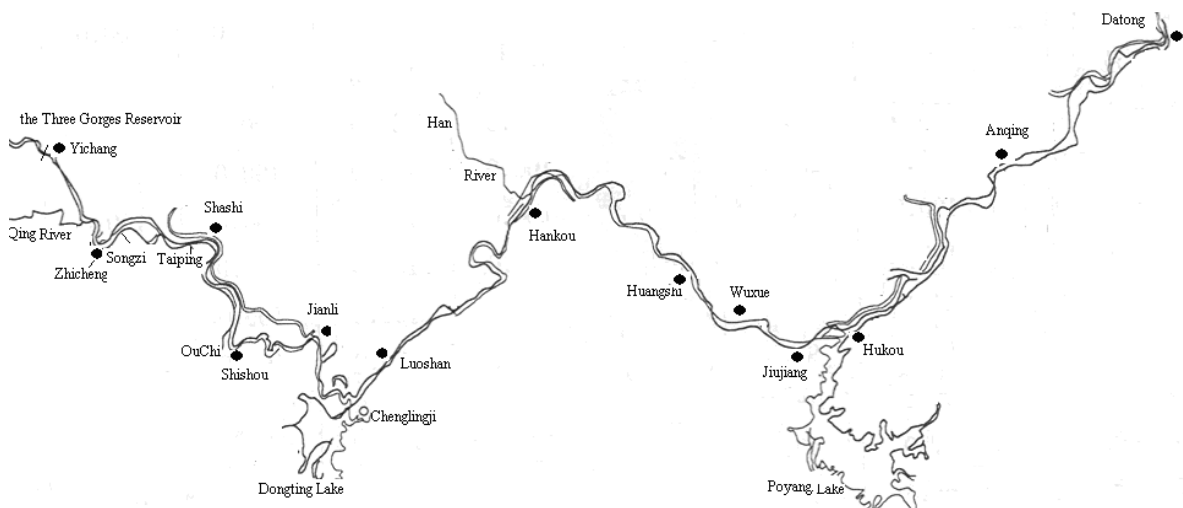 Datong
the Three Gorges Reservoir
Yichang
Han
River
Anqing
Shashi
Qing River
Zhicheng
Songzi
Taiping
Hankou
Jianli
Huangshi
Wuxue
OuChi
Shishou
Luoshan
Jiujiang
Hukou
Chenglingji
Dongting Lake
Poyang Lake